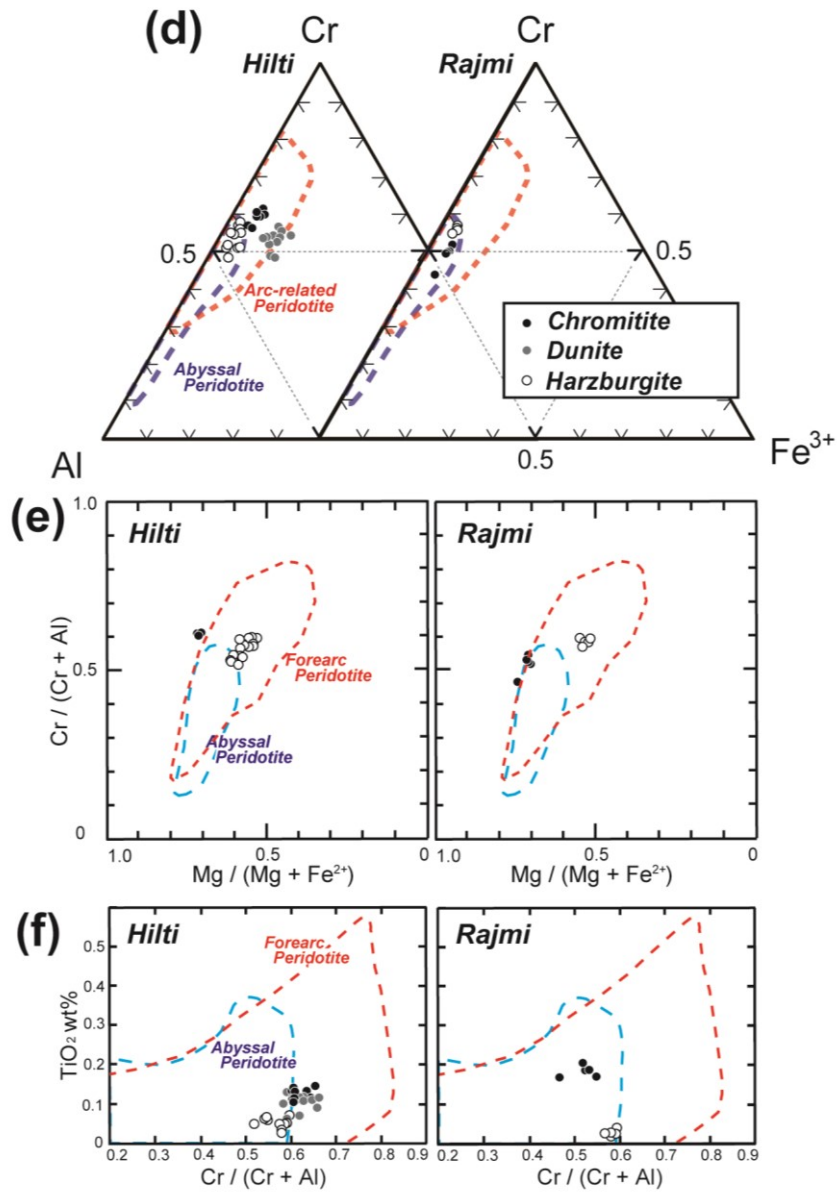 (d)
Cr
Cr
Hilti
Rajmi
0.5
0.5
Arc-related
Peridotite
Abyssal
Peridotite
Chromitite
Dunite
Harzburgite
Al
0.5
Fe³⁺
(e)
1.0
Hilti
Rajmi
Cr / (Cr + Al)
0.5
Forearc
Peridotite
Abyssal
Peridotite
0
1.0
0.5
0
1.0
0.5
0
Mg / (Mg + Fe²⁺)
Mg / (Mg + Fe²⁺)
(f)
Hilti
Rajmi
Forearc
Peridotite
TiO₂ wt%
0.5
0.4
0.3
0.2
0.1
0
Abyssal
Peridotite
0.2 0.3 0.4 0.5 0.6 0.7 0.8 0.9
0.2 0.3 0.4 0.5 0.6 0.7 0.8 0.9
Cr / (Cr + Al)
Cr / (Cr + Al)